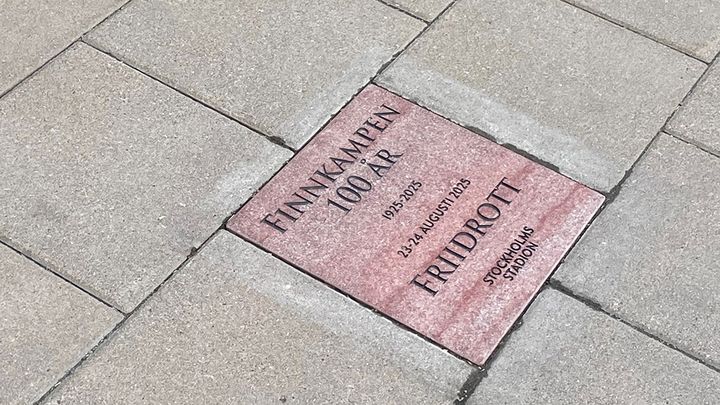 FINNKAMPEN
100 ÅR
1925-2025
23-24 AUGUSTI 2025
FRIIDROTT
STOCKHOLMS
STADION